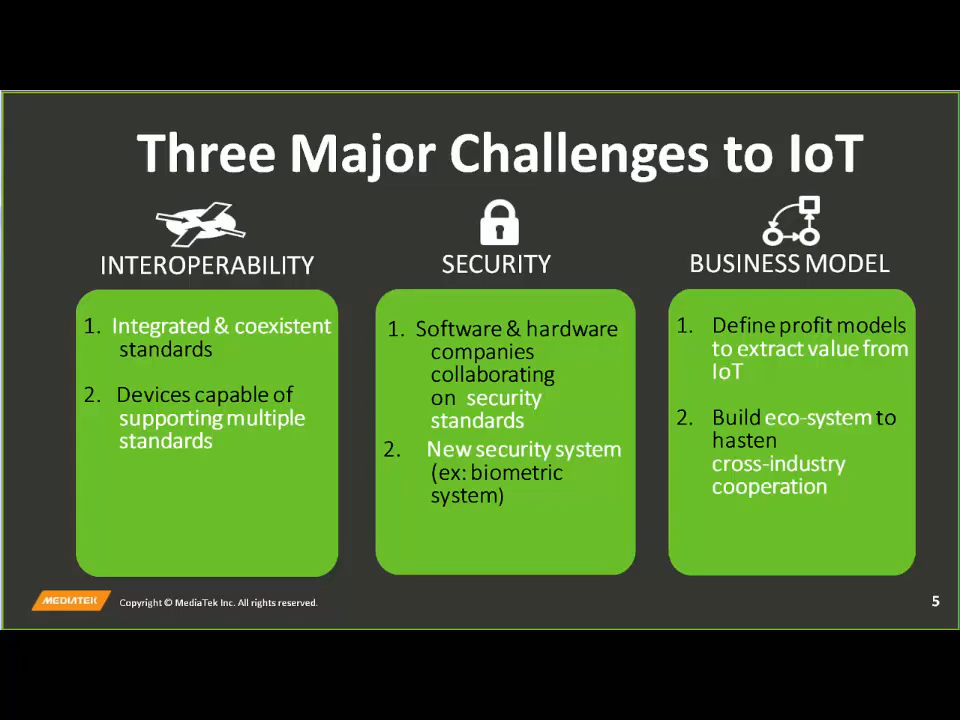 Three Major Challenges to IoT
INTEROPERABILITY
1. Integrated & coexistent
standards
2. Devices capable of
supporting multiple
standards
SECURITY
1. Software & hardware
companies
collaborating
on security
standards
2. New security system
(ex: biometric
system)
BUSINESS MODEL
1. Define profit models
to extract value from
IoT
2. Build eco-system to
hasten
cross-industry
cooperation
MEDIATEK
Copyright © MediaTek Inc. All rights reserved.
5